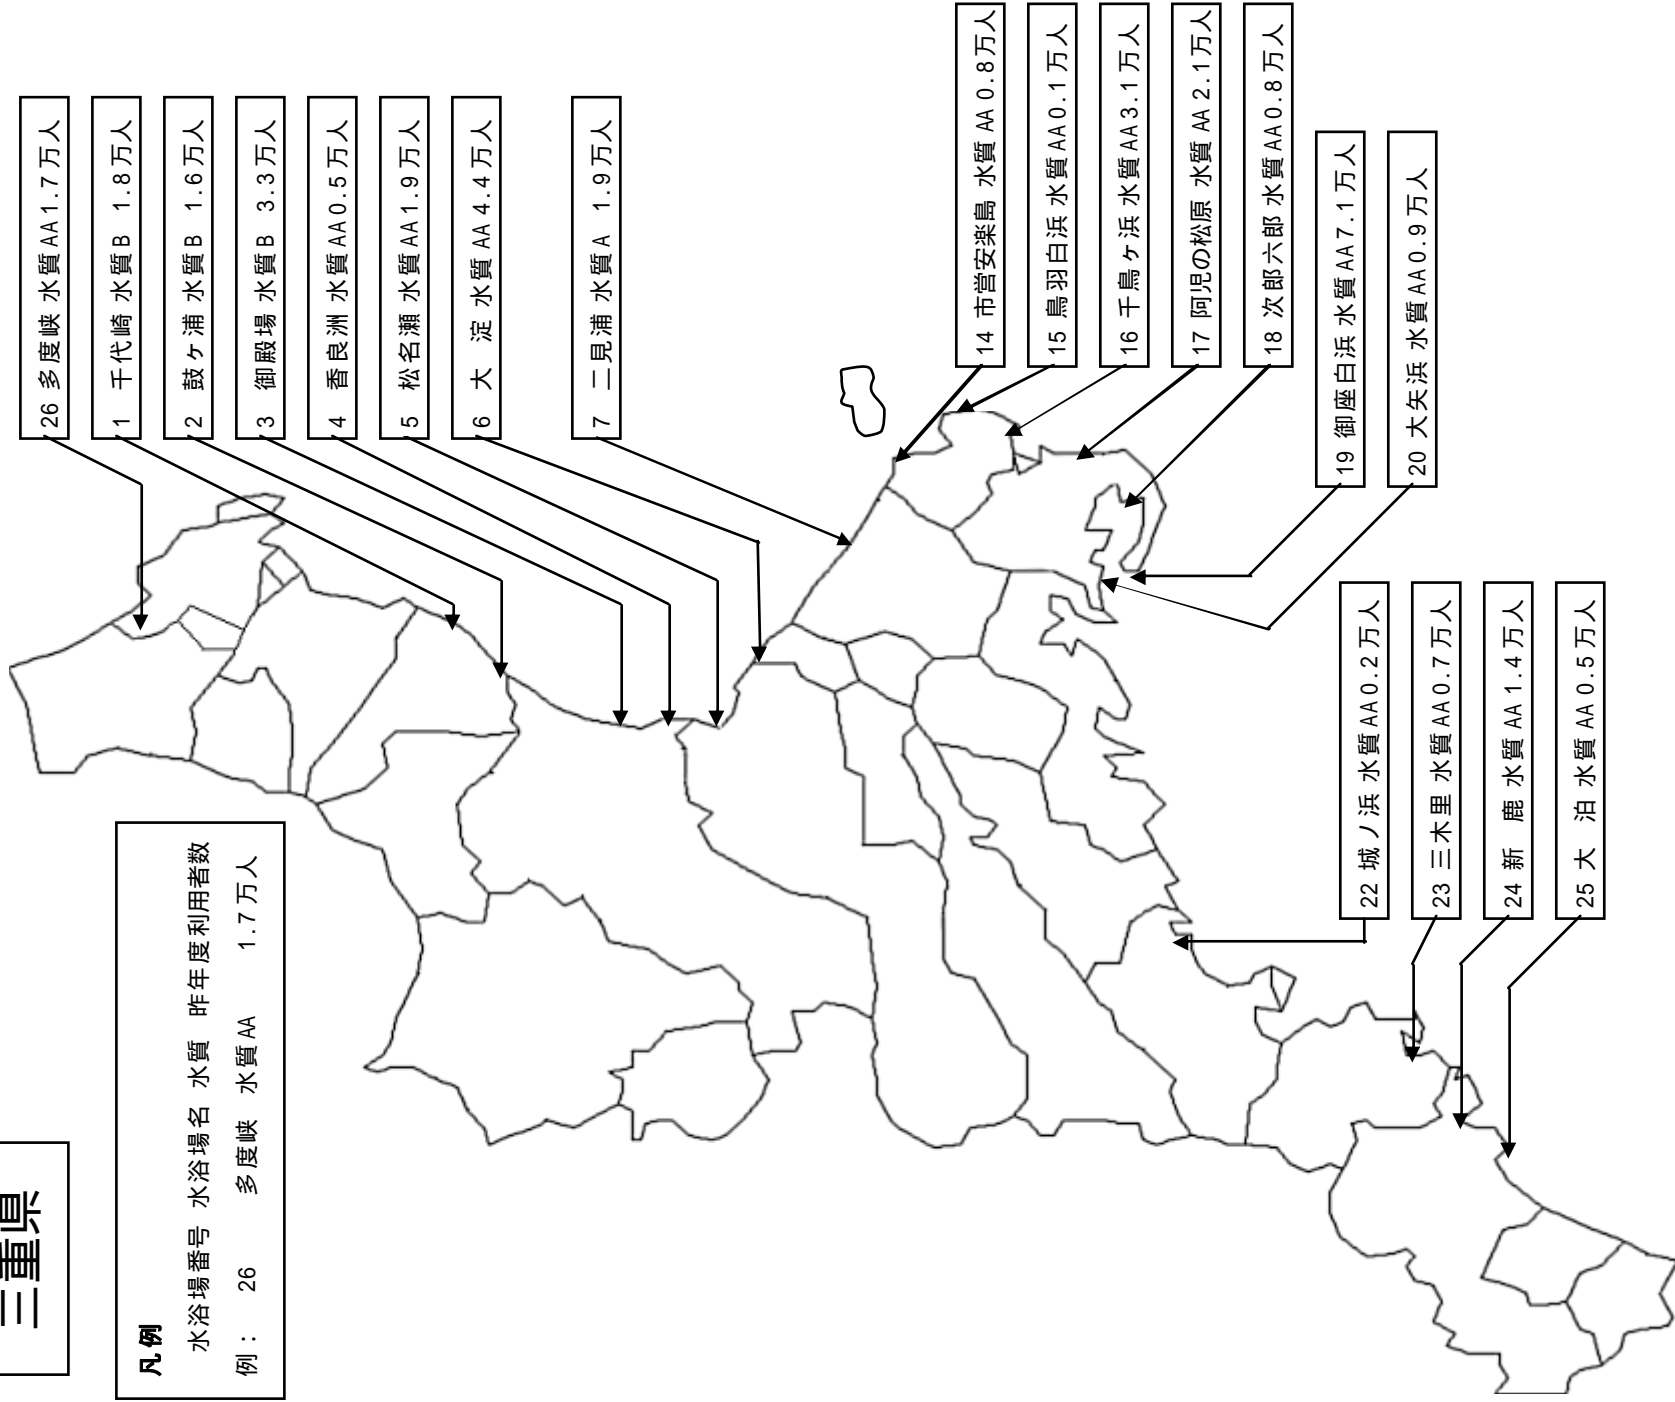 三重県
凡例
水浴場番号 水浴場名 水質 昨年度利用者数
例: 26 多度峡 水質AA 1.7万人
26 多度峡 水質AA1.7万人
1 千代崎 水質B 1.8万人
2 鼓ヶ浦 水質B 1.6万人
3 御殿場 水質B 3.3万人
4 香良洲 水質AA0.5万人
5 松名瀬 水質AA1.9万人
6 大 淀 水質AA4.4万人
7 二見浦 水質A 1.9万人
14 市営安楽島 水質AA0.8万人
15 鳥羽白浜 水質AA0.1万人
16 千鳥ヶ浜 水質AA3.1万人
17 阿児の松原 水質AA2.1万人
18 次郎六郎 水質AA0.8万人
19 御座白浜 水質AA7.1万人
20 大矢浜 水質AA0.9万人
22 城ノ浜 水質AA0.2万人
23 三木里 水質AA0.7万人
24 新 鹿 水質AA1.4万人
25 大 泊 水質AA0.5万人